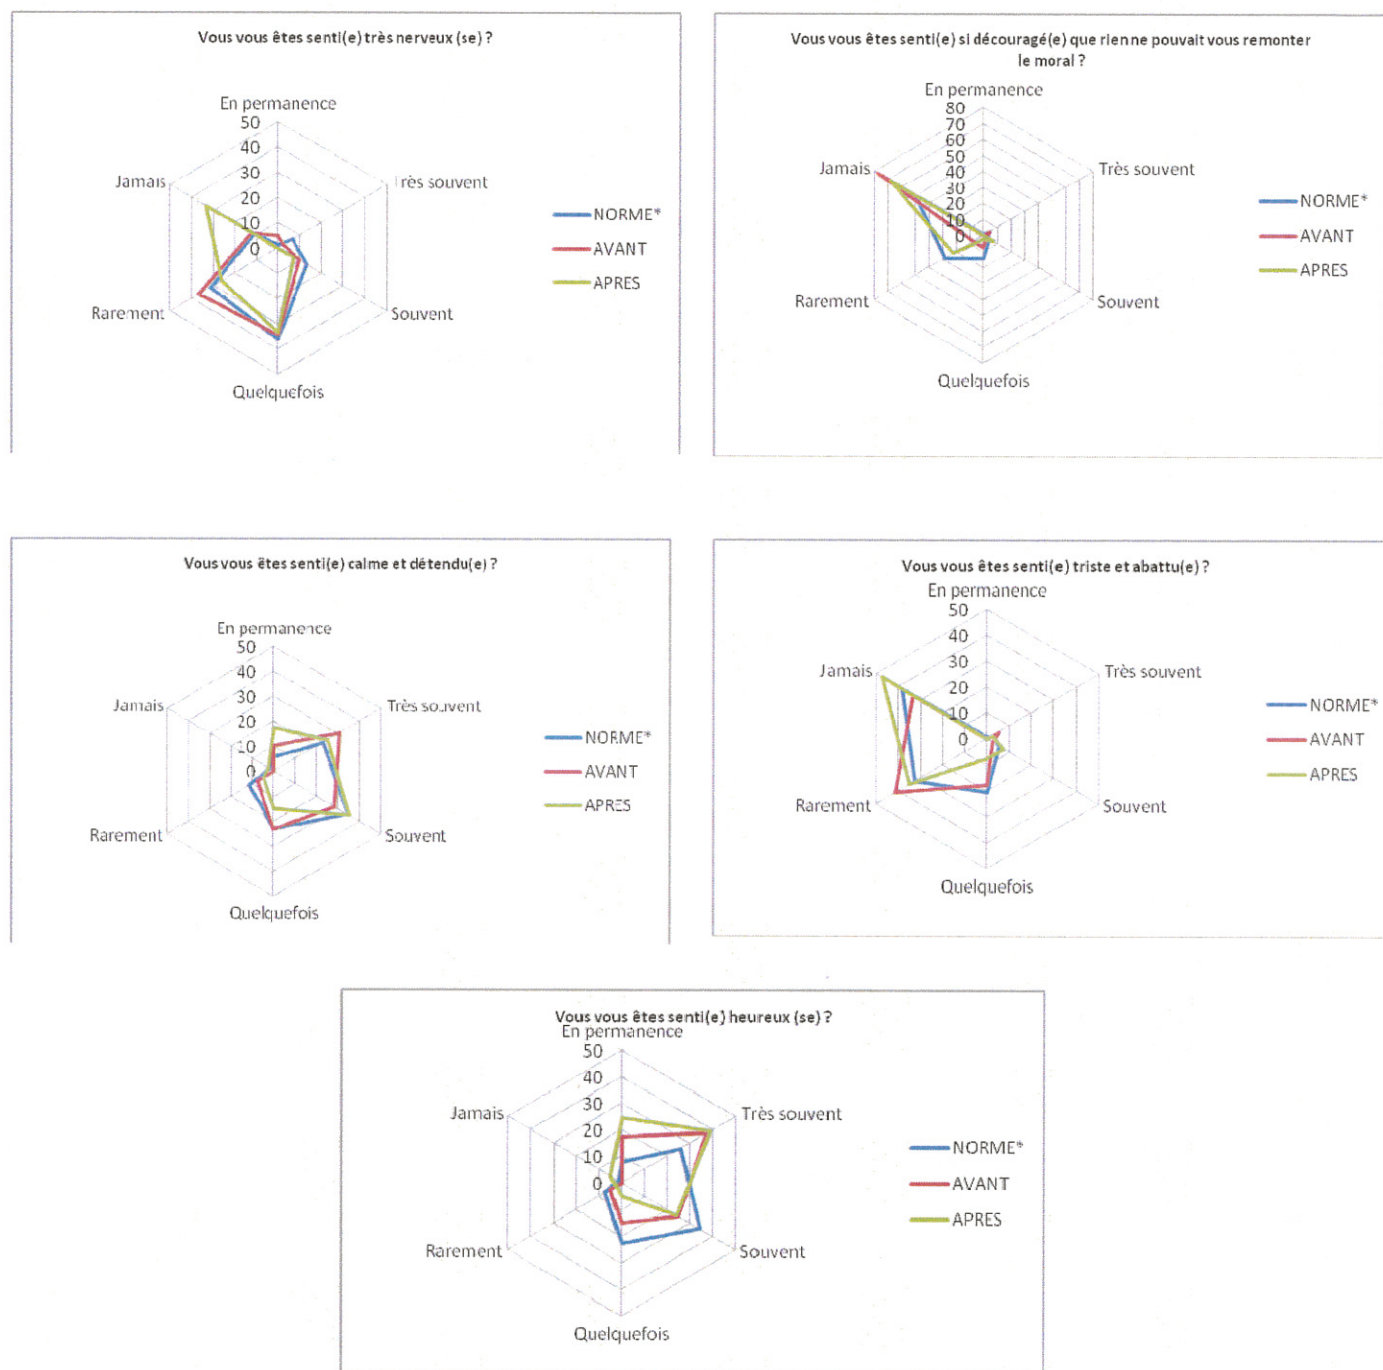 Vous vous êtes senti(e) très nerveux (se) ?
En permanence
50
40
30
20
10
0
Très souvent
Souvent
Quelquefois
Rarement
Jamais
NORME*
AVANT
APRES
Vous vous êtes senti(e) si découragé(e) que rien ne pouvait vous remonter
le moral ?
En permanence
80
70
60
50
40
30
20
10
0
Très souvent
Souvent
Quelquefois
Rarement
Jamais
NORME*
AVANT
APRES
Vous vous êtes senti(e) calme et détendu(e) ?
En permanence
50
40
30
20
10
0
Très souvent
Souvent
Quelquefois
Rarement
Jamais
NORME*
AVANT
APRES
Vous vous êtes senti(e) triste et abattu(e) ?
En permanence
50
40
30
20
10
0
Très souvent
Souvent
Quelquefois
Rarement
Jamais
NORME*
AVANT
APRES
Vous vous êtes senti(e) heureux (se) ?
En permanence
50
40
30
20
10
0
Très souvent
Souvent
Quelquefois
Rarement
Jamais
NORME*
AVANT
APRES